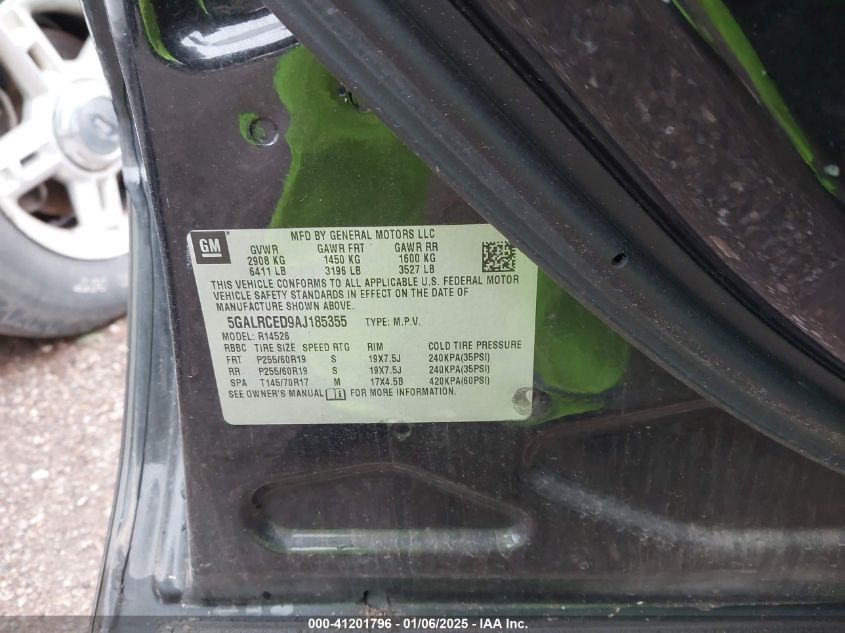 GM
MFD BY GENERAL MOTORS LLC
GVWR GAWR FRT GAWR RR
2908 KG 1450 KG 1600 KG
6411 LB 3196 LB 3527 LB
THIS VEHICLE CONFORMS TO ALL APPLICABLE U.S. FEDERAL MOTOR
VEHICLE SAFETY STANDARDS IN EFFECT ON THE DATE OF
MANUFACTURE SHOWN ABOVE.
5GALRCED9AJ185355 TYPE: M.P.V.
MODEL: R14526
RBBC TIRE SIZE SPEED RTG RIM COLD TIRE PRESSURE
FRT P255/60R19 S 19X7.5J 240KPA(35PSI)
RR P255/60R19 S 19X7.5J 240KPA(35PSI)
SPA T145/70R17 M 17X4.5B 420KPA(60PSI)
SEE OWNER'S MANUAL i FOR MORE INFORMATION.
000-41201796 - 01/06/2025 - IAA Inc.